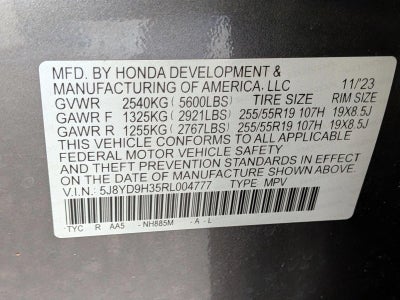 MFD. BY HONDA DEVELOPMENT &
MANUFACTURING OF AMERICA, LLC 11/23
GVWR 2540KG (5600LBS) TIRE SIZE RIM SIZE
GAWR F 1325KG (2921LBS) 255/55R19 107H 19X8.5J
GAWR R 1255KG (2767LBS) 255/55R19 107H 19X8.5J
THIS VEHICLE CONFORMS TO ALL APPLICABLE
FEDERAL MOTOR VEHICLE SAFETY, BUMPER,
AND THEFT PREVENTION STANDARDS IN EFFECT
ON THE DATE OF MANUFACTURE SHOWN ABOVE.
V.I.N.: 5J8YD9H35RL004777 TYPE: MPV
TYC R AA5 -NH885M -A -L